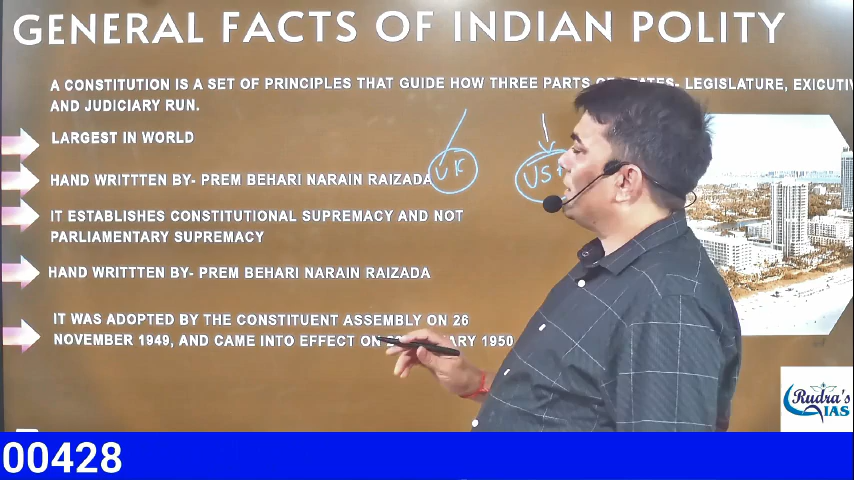 GENERAL FACTS OF INDIAN POLITY
A CONSTITUTION IS A SET OF PRINCIPLES THAT GUIDE HOW THREE PARTS LEGISLATURE,
AND JUDICIARY RUN.
LARGEST IN WORLD
HAND WRITTTEN BY- PREM BEHARI NARAIN RAIZADA
UK
US
IT ESTABLISHES CONSTITUTIONAL SUPREMACY AND NOT
PARLIAMENTARY SUPREMACY
HAND WRITTTEN BY- PREM BEHARI NARAIN RAIZADA
IT WAS ADOPTED BY THE CONSTITUENT ASSEMBLY ON 26
NOVEMBER 1949, AND CAME INTO EFFECT ON 1950
Rudra's
IAS
00428